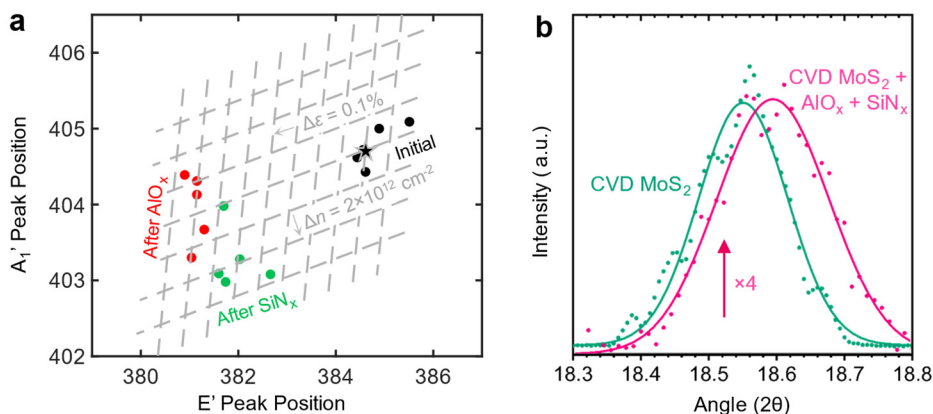 a
A₁' Peak Position
406
405
404
403
402
380
382
384
386
E' Peak Position
Δε = 0.1%
Initial
Δn = 2×10¹² cm⁻²
After AlOₓ
After SiNₓ
b
Intensity ( a.u.)
CVD MoS₂ +
AlOₓ + SiNₓ
CVD MoS₂
×4
18.3
18.4
18.5
18.6
18.7
18.8
Angle (2θ)